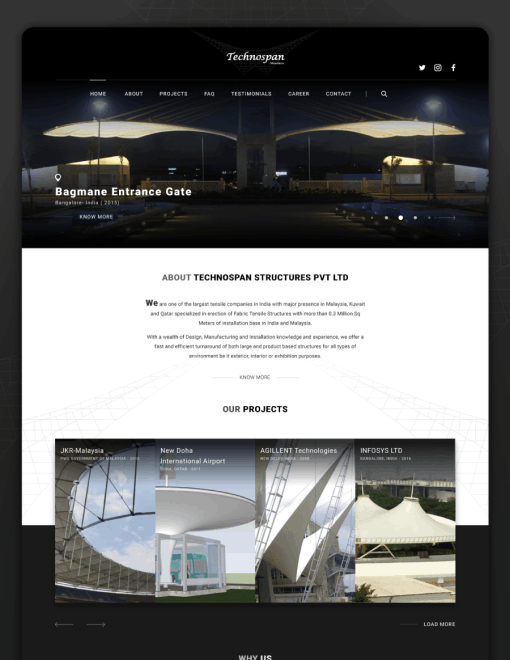 Technospan
HOME ABOUT PROJECTS FAQ TESTIMONIALS CAREER CONTACT
Bagmane Entrance Gate
Bangalore- India ( 2015)
KNOW MORE
ABOUT TECHNOSPAN STRUCTURES PVT LTD
We are one of the largest tensile companies in India with major presence in Malaysia, Kuwait
and Qatar specialized in erection of Fabric Tensile Structures with more than 0.3 Million Sq
Meters of installation base in India and Malaysia.
With a wealth of Design, Manufacturing and Installation knowledge and experience, we offer a
fast and efficient turnaround of both large and product based structures for all types of
environment be it exterior, interior or exhibition purposes.
KNOW MORE
OUR PROJECTS
JKR-Malaysia
New Doha
International Airport
DOHA, QATAR - 2011
AGILLENT Technologies
INFOSYS LTD
BANGALORE, INDIA - 2016
LOAD MORE
WHY US